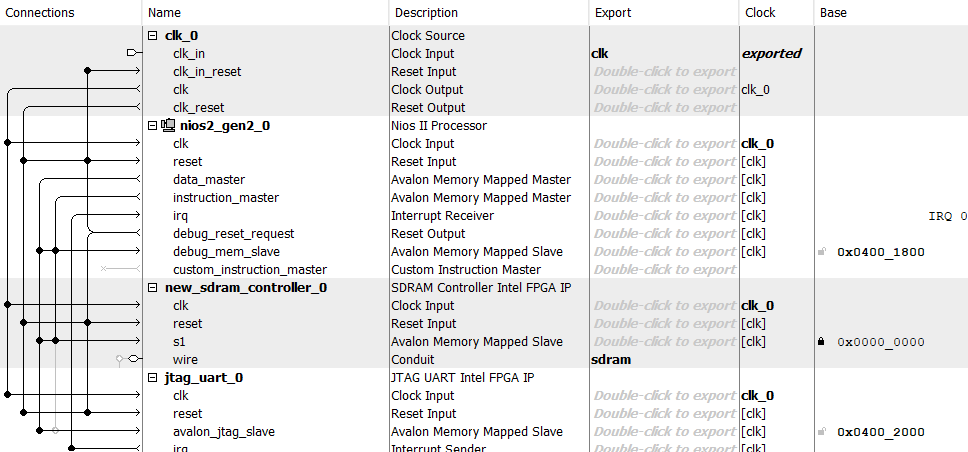 Connections Name Description Export Clock Base
clk_0 Clock Source
clk_in Clock Input clk exported
clk_in_reset Reset Input Double-click to export
clk Clock Output Double-click to export clk_0
clk_reset Reset Output Double-click to export
nios2_gen2_0 Nios II Processor
clk Clock Input Double-click to export clk_0
reset Reset Input Double-click to export [clk]
data_master Avalon Memory Mapped Master Double-click to export [clk]
instruction_master Avalon Memory Mapped Master Double-click to export [clk]
irq Interrupt Receiver Double-click to export [clk] IRQ 0
debug_reset_request Reset Output Double-click to export [clk]
debug_mem_slave Avalon Memory Mapped Slave Double-click to export [clk] 0x0400_1800
custom_instruction_master Custom Instruction Master Double-click to export
new_sdram_controller_0 SDRAM Controller Intel FPGA IP
clk Clock Input Double-click to export clk_0
reset Reset Input Double-click to export [clk]
s1 Avalon Memory Mapped Slave Double-click to export [clk] 0x0000_0000
wire Conduit sdram
jtag_uart_0 JTAG UART Intel FPGA IP
clk Clock Input Double-click to export clk_0
reset Reset Input Double-click to export [clk]
avalon_jtag_slave Avalon Memory Mapped Slave Double-click to export [clk] 0x0400_2000
irq Interrupt Sender Double-click to export [clk]